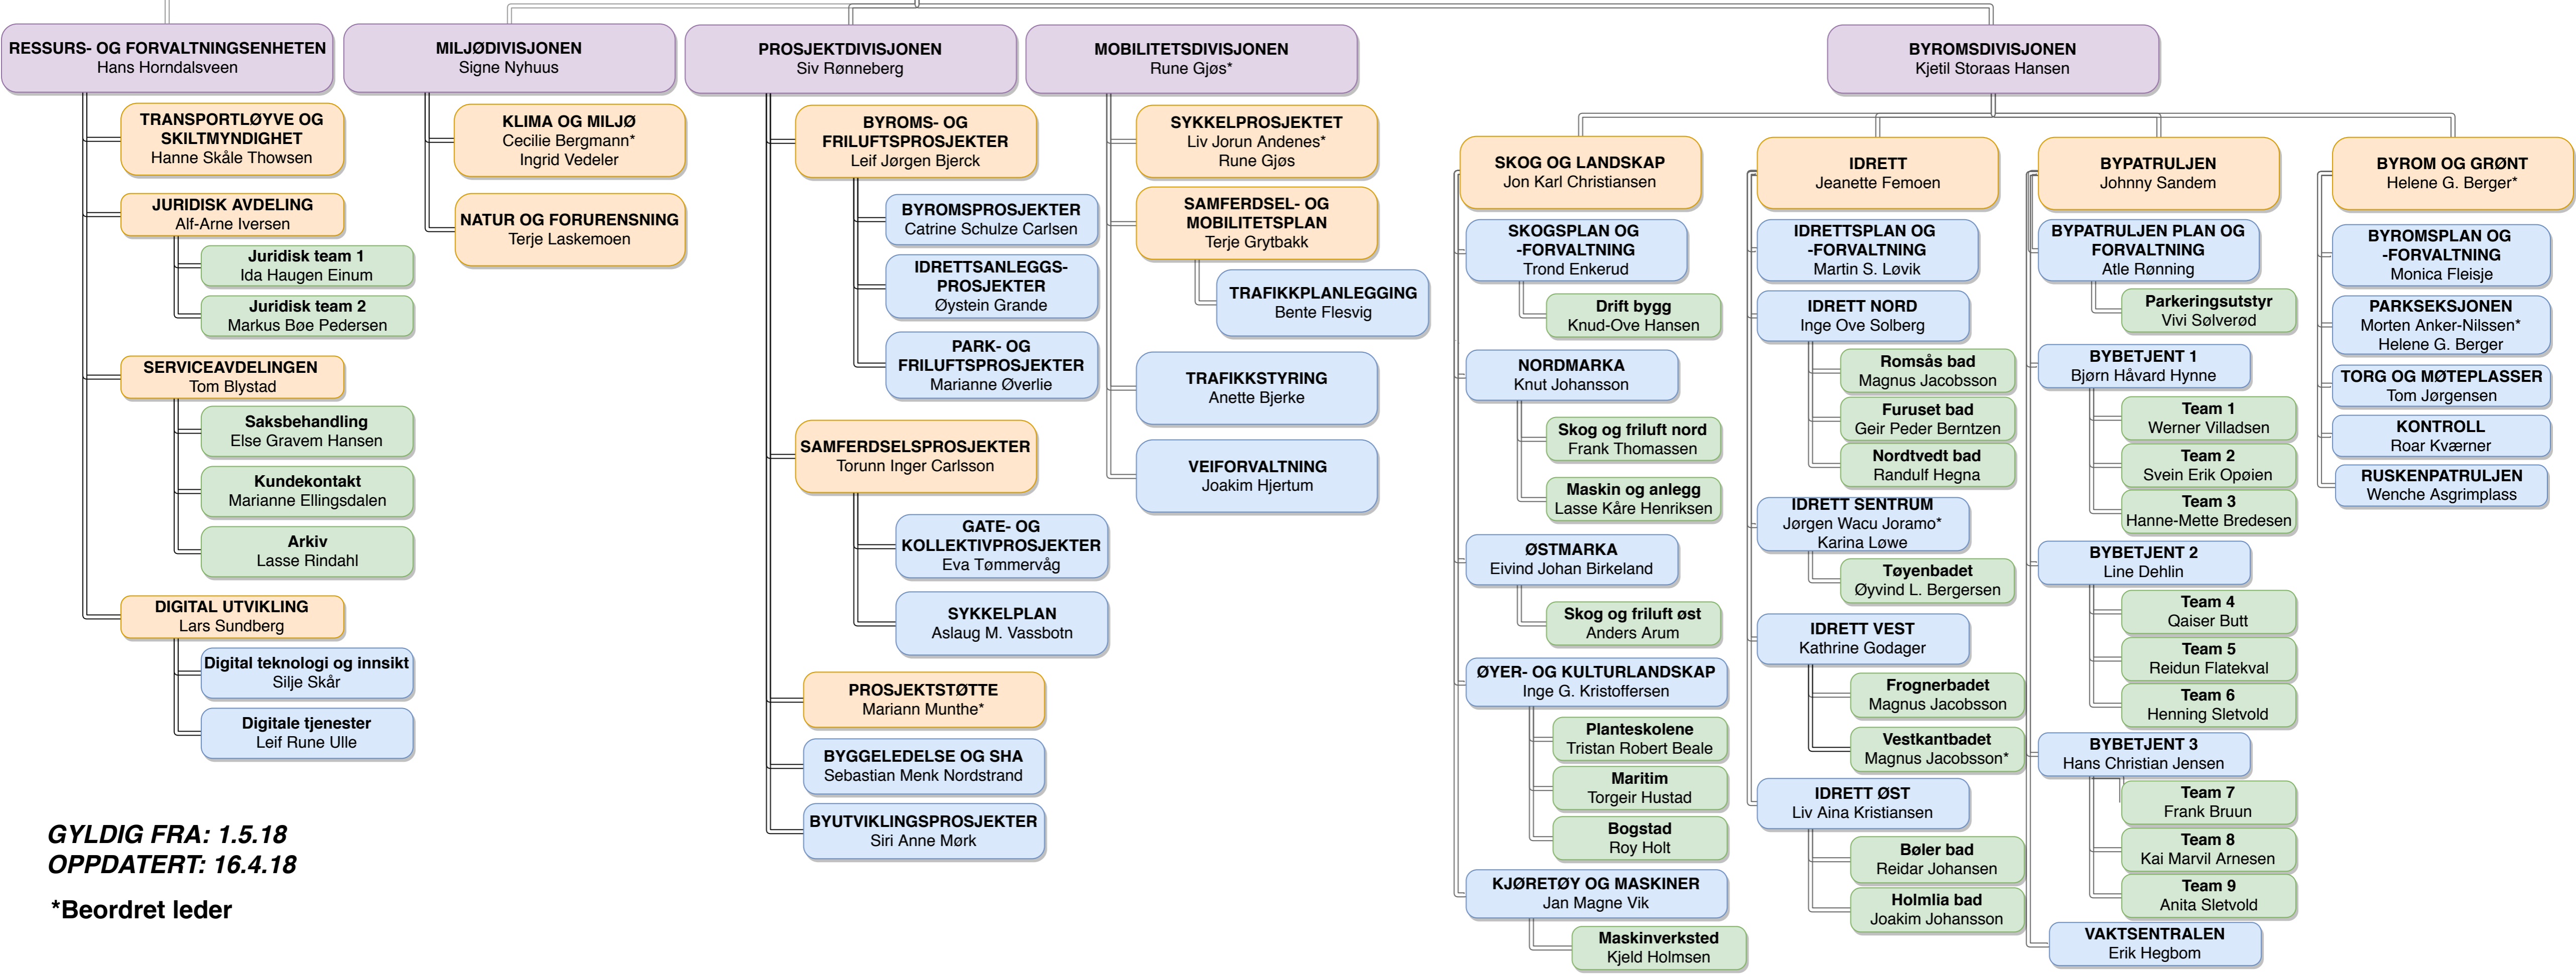 RESSURS- OG FORVALTNINGSENHETEN
Hans Horndalsveen
TRANSPORTLØYVE OG
SKILTMYNDIGHET
Hanne Skåle Thowsen
JURIDISK AVDELING
Alf-Arne Iversen
Juridisk team 1
Ida Haugen Einum
Juridisk team 2
Markus Bøe Pedersen
SERVICEAVDELINGEN
Tom Blystad
Saksbehandling
Else Gravem Hansen
Kundekontakt
Marianne Ellingsdalen
Arkiv
Lasse Rindahl
DIGITAL UTVIKLING
Lars Sundberg
Digital teknologi og innsikt
Silje Skår
Digitale tjenester
Leif Rune Ulle
GYLDIG FRA: 1.5.18
OPPDATERT: 16.4.18
*Beordret leder
MILJØDIVISJONEN
Signe Nyhuus
KLIMA OG MILJØ
Cecilie Bergmann*
Ingrid Vedeler
NATUR OG FORURENSNING
Terje Laskemoen
PROSJEKTDIVISJONEN
Siv Rønneberg
BYROMS- OG
FRILUFTSPROSJEKTER
Leif Jørgen Bjerck
BYROMSPROSJEKTER
Catrine Schulze Carlsen
IDRETTSANLEGGS-
PROSJEKTER
Øystein Grande
PARK- OG
FRILUFTSPROSJEKTER
Marianne Øverlie
SAMFERDSELSPROSJEKTER
Torunn Inger Carlsson
GATE- OG
KOLLEKTIVPROSJEKTER
Eva Tømmervåg
SYKKELPLAN
Aslaug M. Vassbotn
PROSJEKTSTØTTE
Mariann Munthe*
BYGGELEDELSE OG SHA
Sebastian Menk Nordstrand
BYUTVIKLINGSPROSJEKTER
Siri Anne Mørk
MOBILITETSDIVISJONEN
Rune Gjøs*
SYKKELPROSJEKTET
Liv Jorun Andenes*
Rune Gjøs
SAMFERDSEL- OG
MOBILITETSPLAN
Terje Grytbakk
TRAFIKKPLANLEGGING
Bente Flesvig
TRAFIKKSTYRING
Anette Bjerke
VEIFORVALTNING
Joakim Hjertum
BYROMSDIVISJONEN
Kjetil Storaas Hansen
SKOG OG LANDSKAP
Jon Karl Christiansen
SKOGSPLAN OG
-FORVALTNING
Trond Enkerud
Drift bygg
Knud-Ove Hansen
NORDMARKA
Knut Johansson
Skog og friluft nord
Frank Thomassen
Maskin og anlegg
Lasse Kåre Henriksen
ØSTMARKA
Eivind Johan Birkeland
Skog og friluft øst
Anders Arum
ØYER- OG KULTURLANDSKAP
Inge G. Kristoffersen
Planteskolene
Tristan Robert Beale
Maritim
Torgeir Hustad
Bogstad
Roy Holt
KJØRETØY OG MASKINER
Jan Magne Vik
Maskinverksted
Kjeld Holmsen
IDRETT
Jeanette Femoen
IDRETTSPLAN OG
-FORVALTNING
Martin S. Løvik
IDRETT NORD
Inge Ove Solberg
Romsås bad
Magnus Jacobsson
Furuset bad
Geir Peder Berntzen
Nordtvedt bad
Randulf Hegna
IDRETT SENTRUM
Jørgen Wacu Joramo*
Karina Løwe
Tøyenbadet
Øyvind L. Bergersen
IDRETT VEST
Kathrine Godager
Frognerbadet
Magnus Jacobsson
Vestkantbadet
Magnus Jacobsson*
IDRETT ØST
Liv Aina Kristiansen
Bøler bad
Reidar Johansen
Holmlia bad
Joakim Johansson
BYPATRULJEN
Johnny Sandem
BYPATRULJEN PLAN OG
FORVALTNING
Atle Rønning
Parkeringsutstyr
Vivi Sølverød
BYBETJENT 1
Bjørn Håvard Hynne
Team 1
Werner Villadsen
Team 2
Svein Erik Opøien
Team 3
Hanne-Mette Bredesen
BYBETJENT 2
Line Dehlin
Team 4
Qaiser Butt
Team 5
Reidun Flatekval
Team 6
Henning Sletvold
BYBETJENT 3
Hans Christian Jensen
Team 7
Frank Bruun
Team 8
Kai Marvil Arnesen
Team 9
Anita Sletvold
VAKTSENTRALEN
Erik Hegbom
BYROM OG GRØNT
Helene G. Berger*
BYROMSPLAN OG
-FORVALTNING
Monica Fleisje
PARKSEKSJONEN
Morten Anker-Nilssen*
Helene G. Berger
TORG OG MØTEPLASSER
Tom Jørgensen
KONTROLL
Roar Kværner
RUSKENPATRULJEN
Wenche Asgrimplass